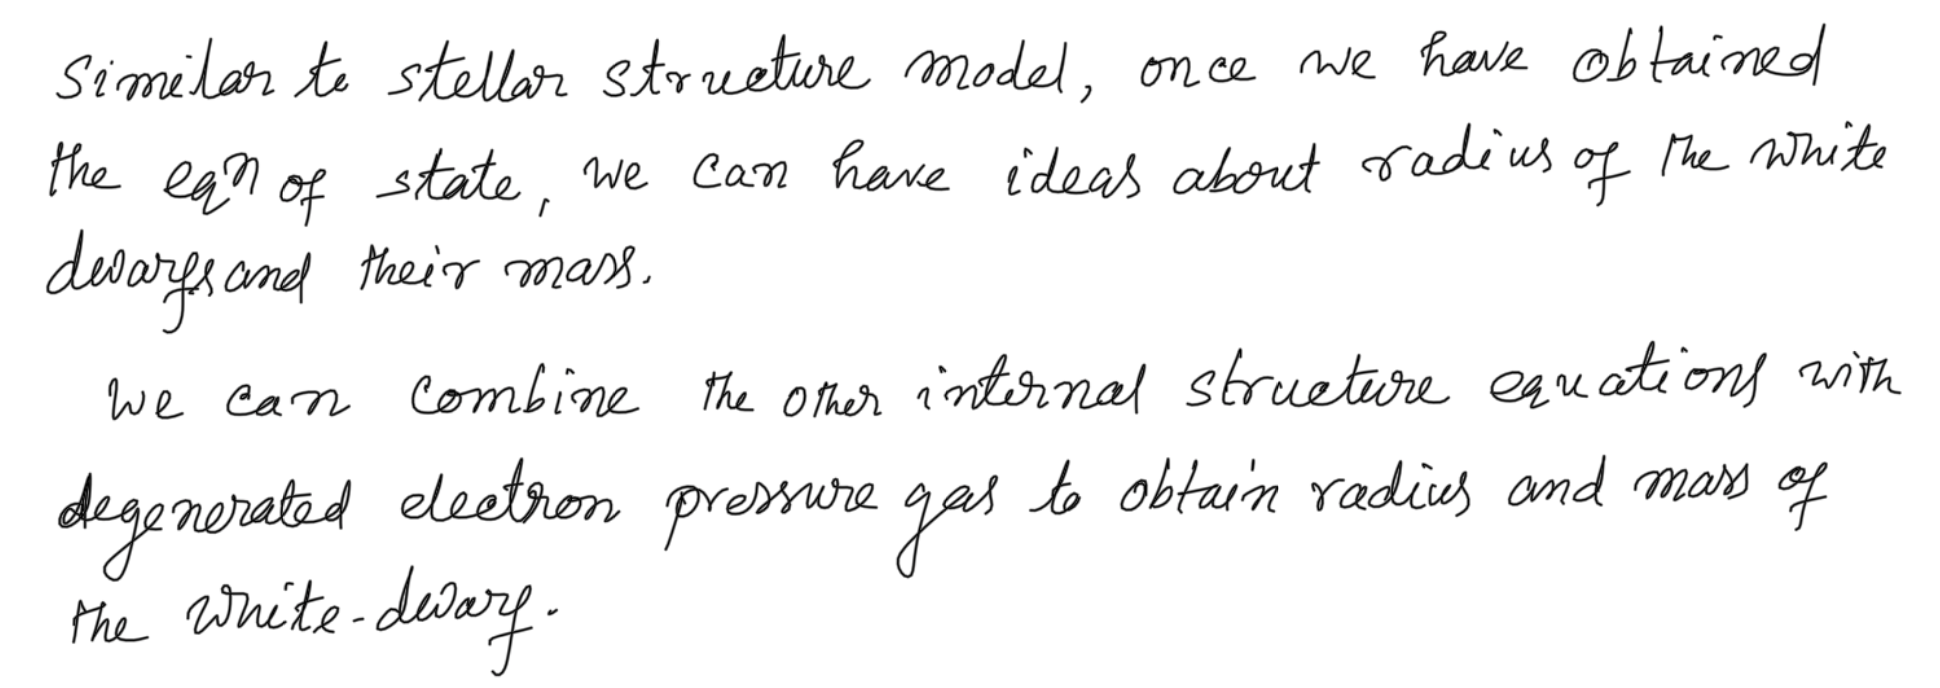 Similar to stellar structure model, once we have obtained
the eqn of state, we can have ideas about radius of the white
dwarfs and their mass.
We can combine the other internal structure equations with
degenerated electron pressure gas to obtain radius and mass of
the white-dwarf.